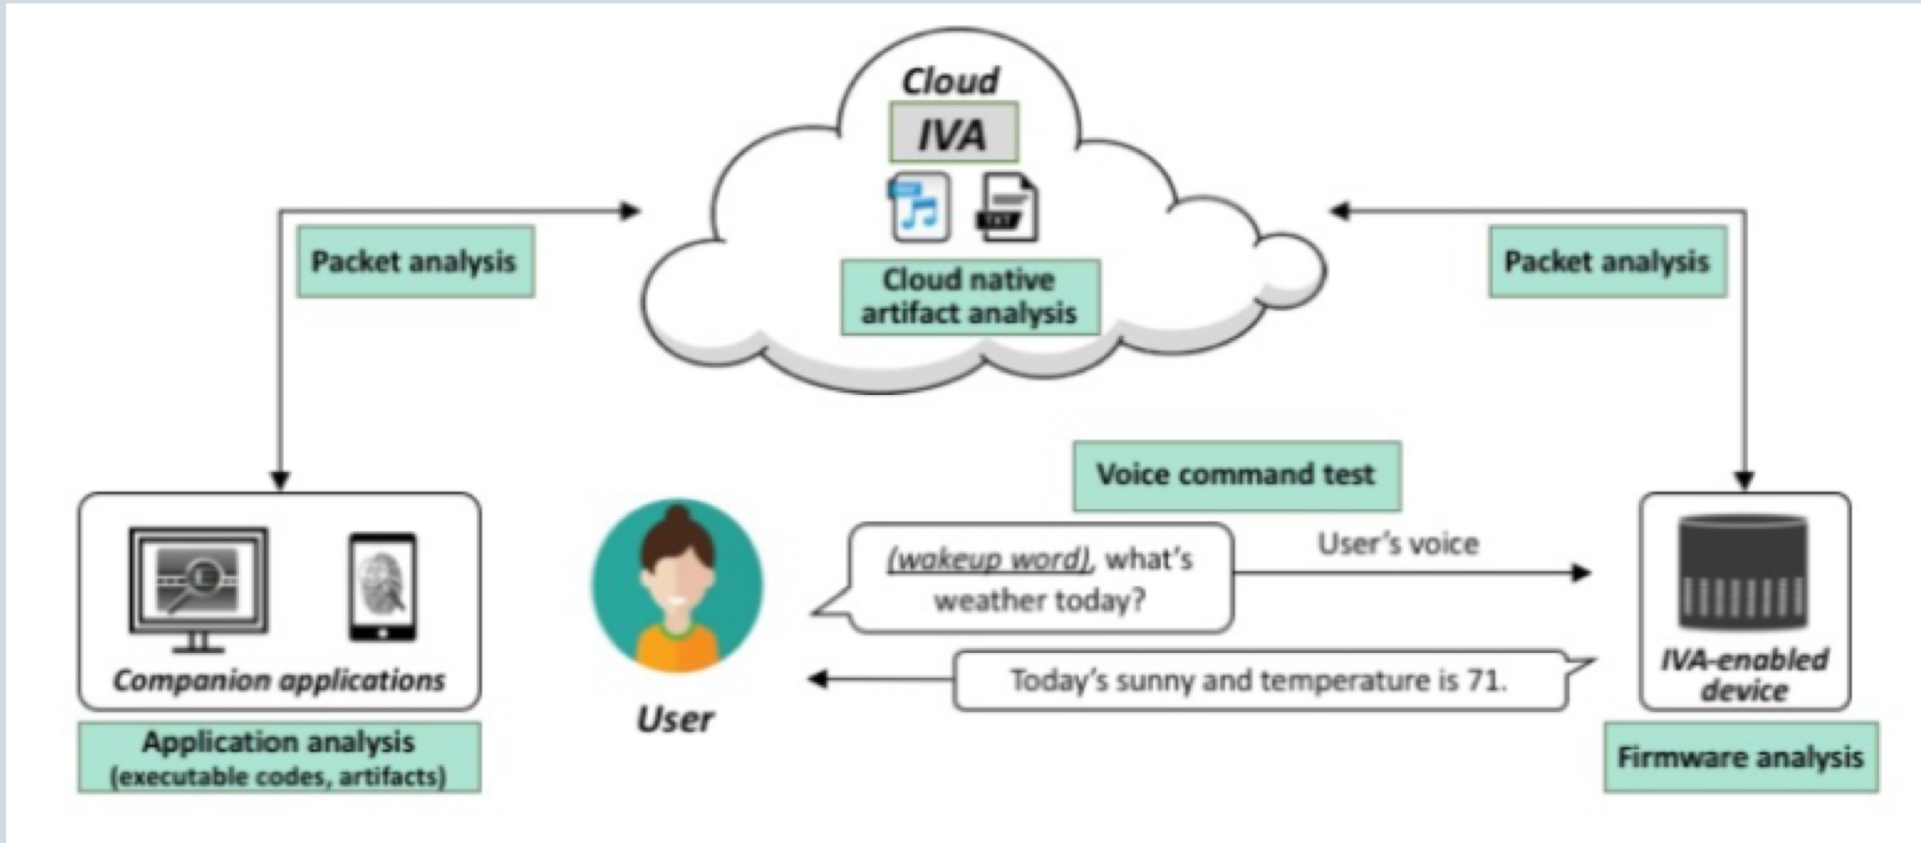 Cloud
IVA
TXT
Cloud native
artifact analysis
Packet analysis
Packet analysis
Voice command test
(wakeup word), what's
weather today?
User's voice
Today's sunny and temperature is 71.
User
Companion applications
Application analysis
(executable codes, artifacts)
IVA-enabled
device
Firmware analysis